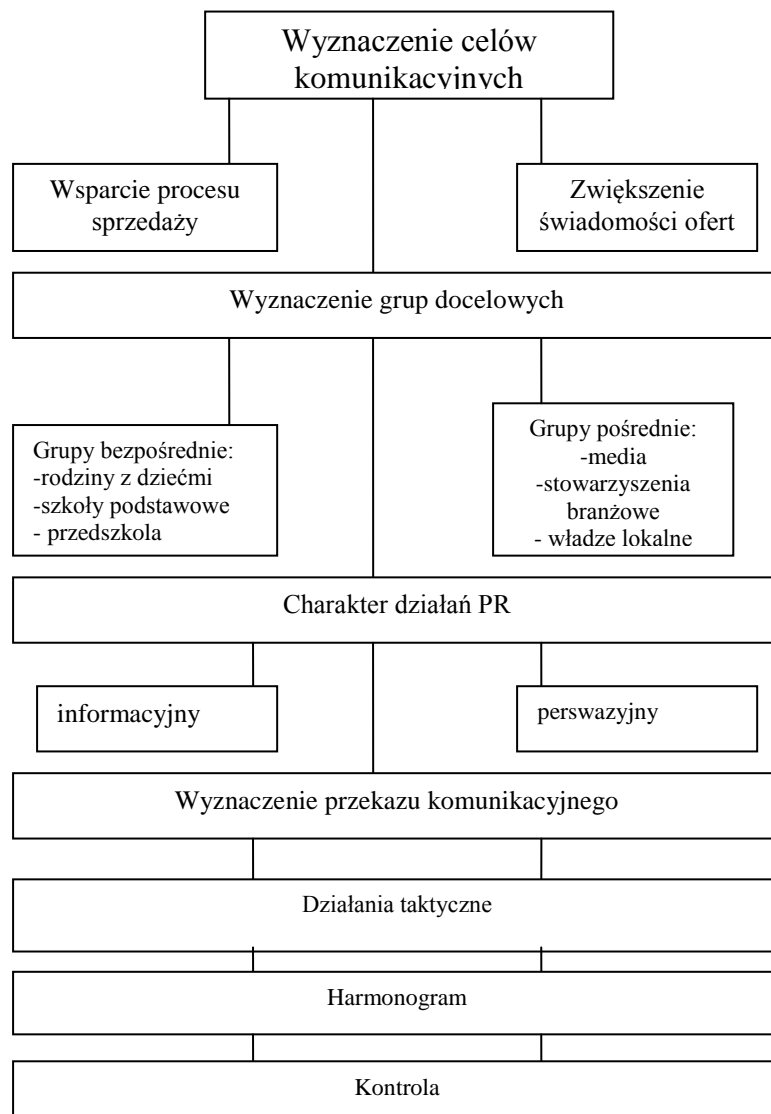 Wyznaczenie celów
komunikacyjnych
Wsparcie procesu
sprzedaży
Zwiększenie
świadomości ofert
Wyznaczenie grup docelowych
Grupy bezpośrednie:
-rodziny z dziećmi
-szkoły podstawowe
- przedszkola
Grupy pośrednie:
-media
-stowarzyszenia
branżowe
- władze lokalne
Charakter działań PR
informacyjny
perswazyjny
Wyznaczenie przekazu komunikacyjnego
Działania taktyczne
Harmonogram
Kontrola